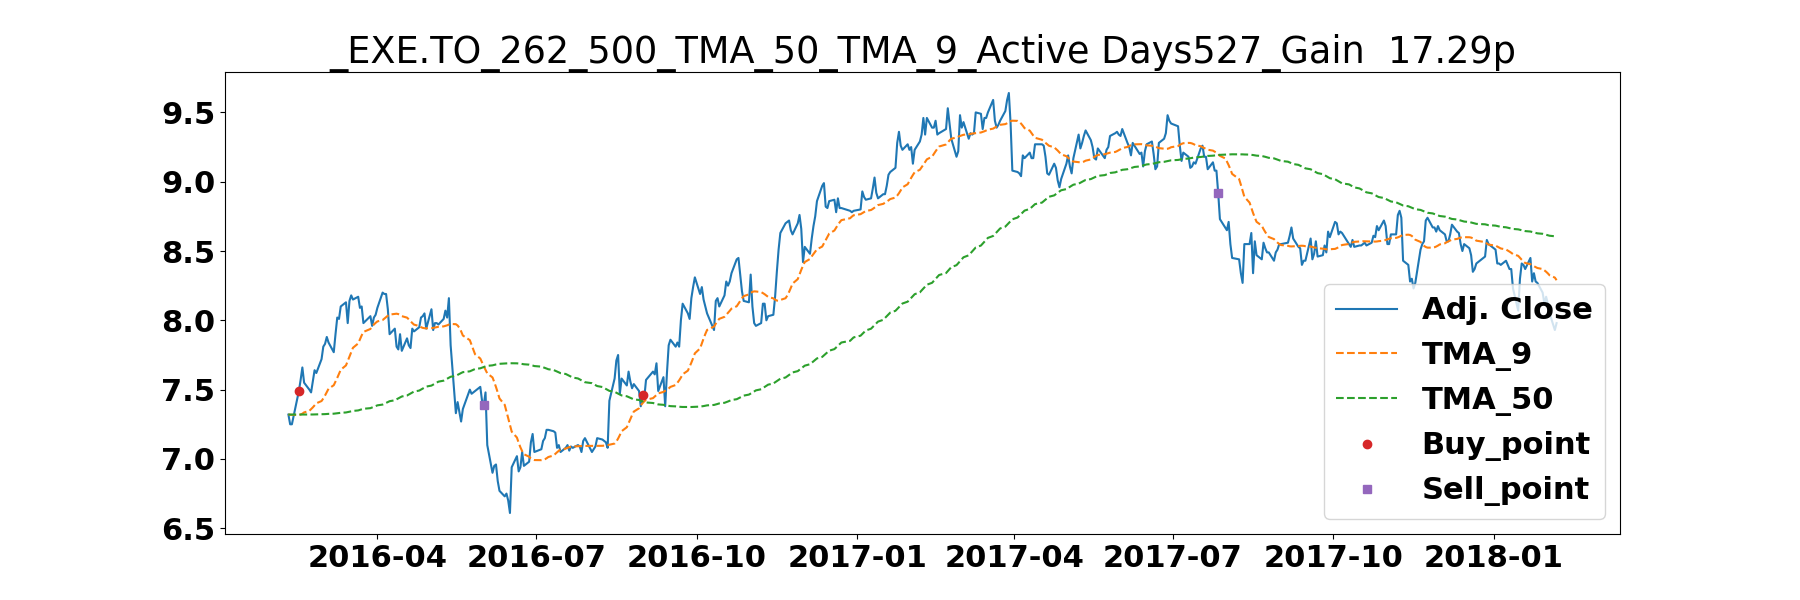 _EXE.TO_262_500_TMA_50_TMA_9_Active Days527_Gain  17.29p
9.5
9.0
8.5
8.0
7.5
7.0
6.5
Adj. Close
TMA_9
TMA_50
Buy_point
Sell_point
2016-04 2016-07 2016-10 2017-01 2017-04 2017-07 2017-10 2018-01